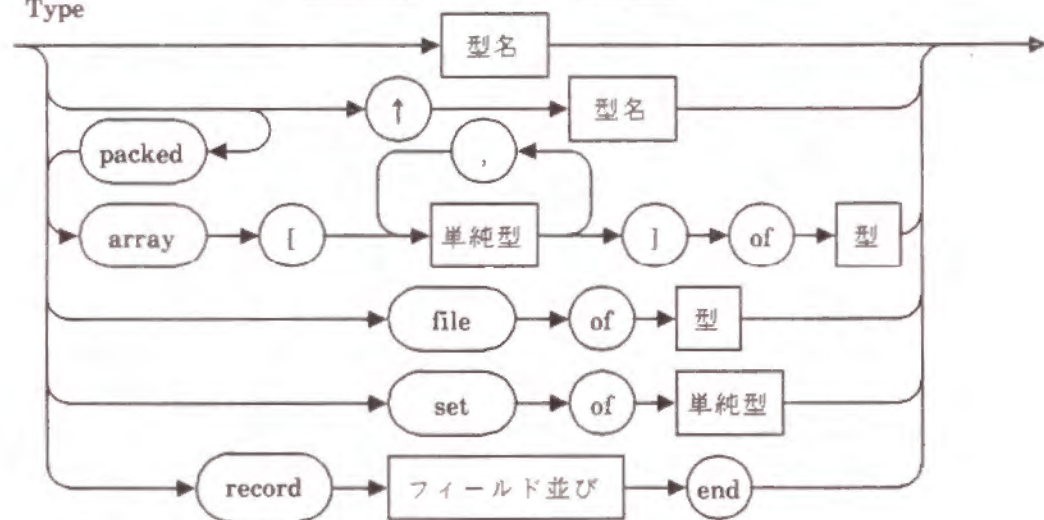 Type
型名
↑ 型名
packed ,
array [ 単純型 ] of 型
file of 型
set of 単純型
record フィールド並び end